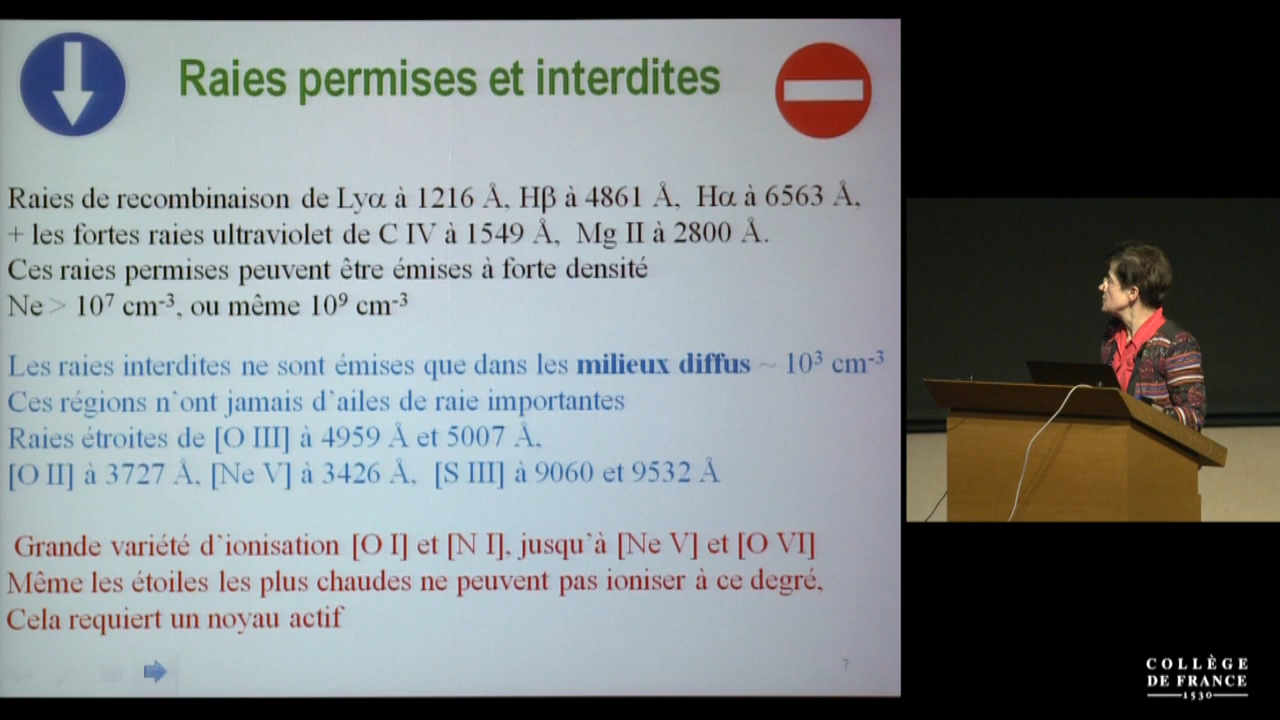 Raies permises et interdites
Raies de recombinaison de Lyα à 1216 Å, Hβ à 4861 Å, Hα à 6563 Å,
+ les fortes raies ultraviolet de C IV à 1549 Å, Mg II à 2800 Å.
Ces raies permises peuvent être émises à forte densité
Ne > 10⁷ cm⁻³, ou même 10⁹ cm⁻³
Les raies interdites ne sont émises que dans les milieux diffus ~ 10³ cm⁻³
Ces régions n'ont jamais d'ailes de raie importantes
Raies étroites de [O III] à 4959 Å et 5007 Å,
[O II] à 3727 Å, [Ne V] à 3426 Å, [S III] à 9060 et 9532 Å
Grande variété d'ionisation [O I] et [N I], jusqu'à [Ne V] et [O VI]
Même les étoiles les plus chaudes ne peuvent pas ioniser à ce degré,
Cela requiert un noyau actif
7
COLLÈGE
DE FRANCE
1530